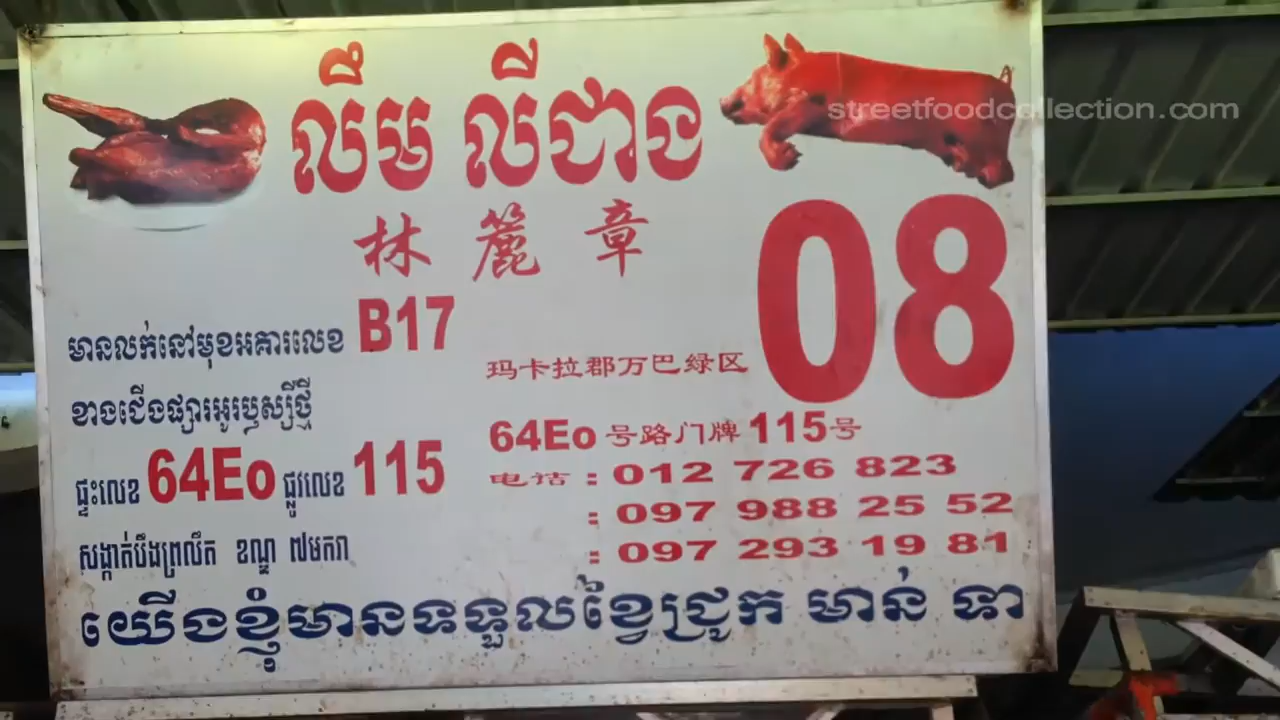 streetfoodcollection.com
លឹម លីជាង
林 麓 章
08
មានលក់នៅមុខអគារលេខ B17
玛卡拉郡万巴绿区
ខាងជើងផ្សារអូរឫស្សីថ្មី
64Eo 号路门牌 115号
ផ្ទះលេខ 64Eo ផ្លូវលេខ 115
电话 : 012 726 823
: 097 988 25 52
សង្កាត់បឹងព្រលឹត ខណ្ឌ ៧មករា
: 097 293 19 81
យើងខ្ញុំមានទទួលខ្វៃជ្រូក មាន់ ទា